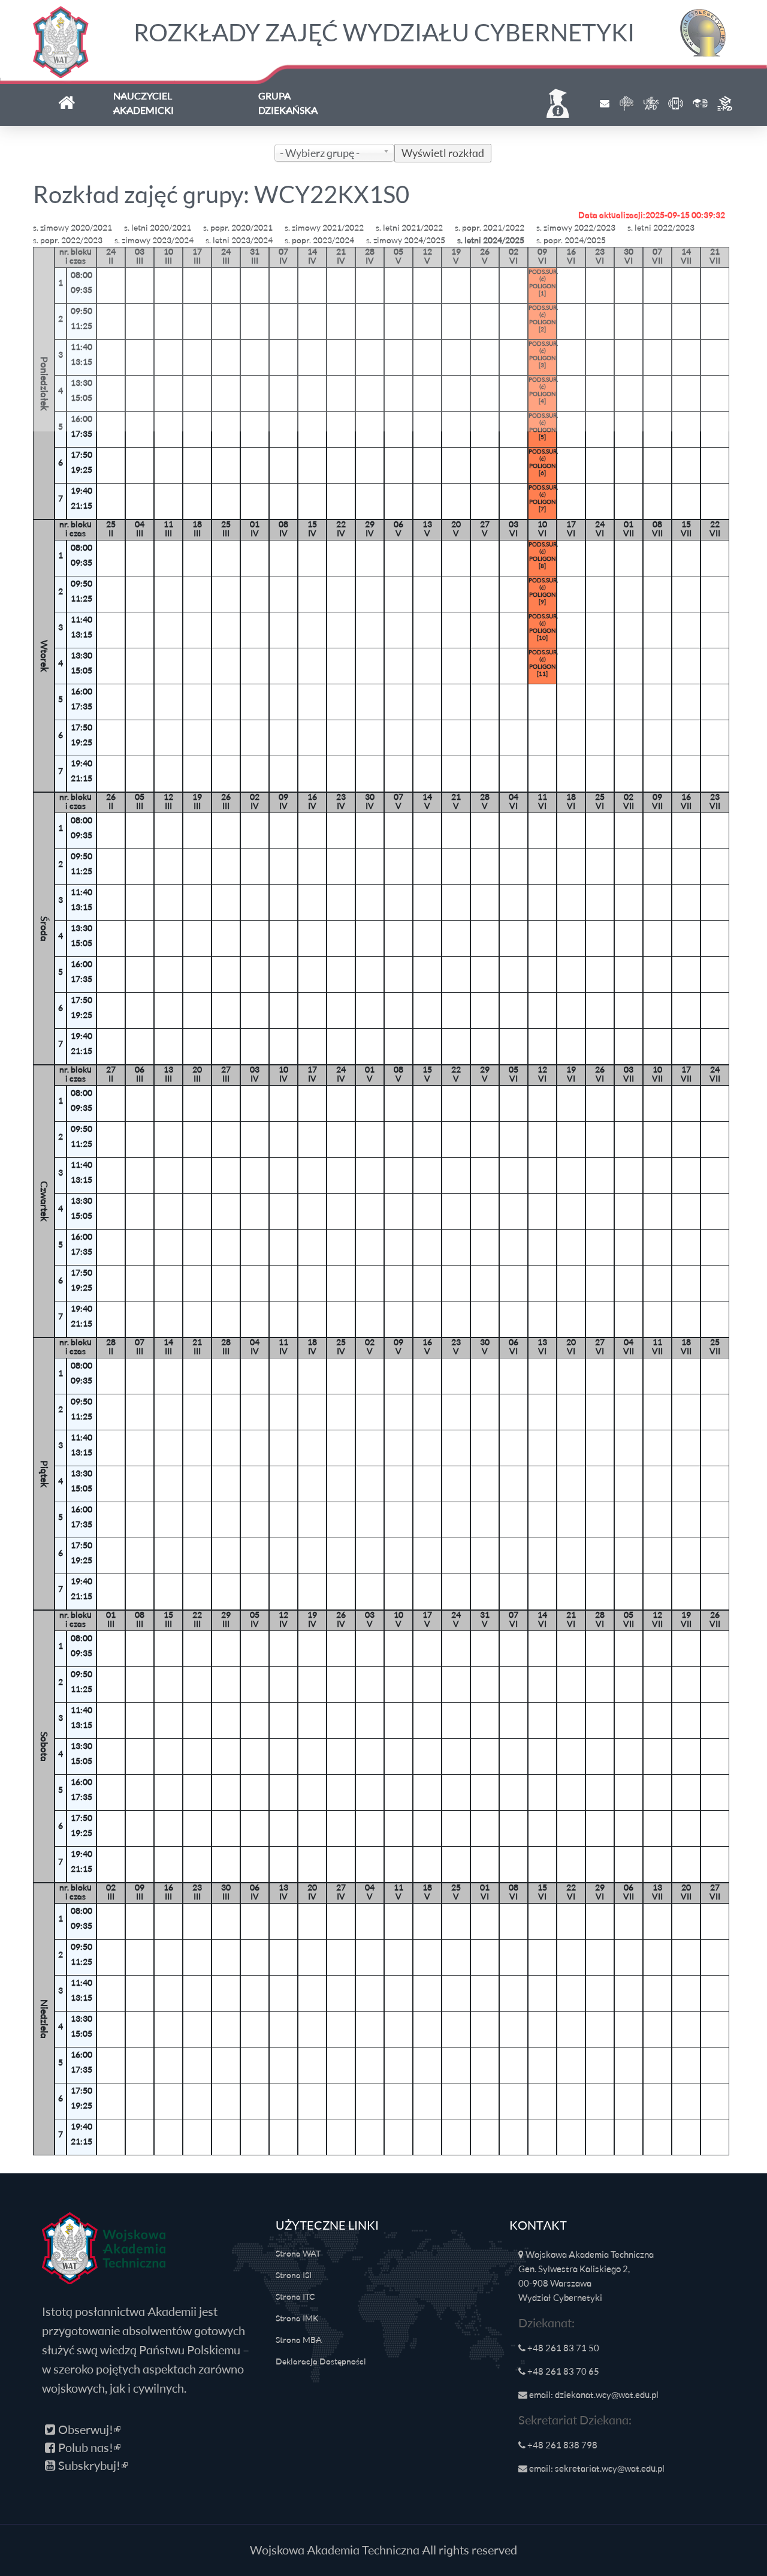 ROZKŁADY ZAJĘĆ WYDZIAŁU CYBERNETYKI
NAUCZYCIEL AKADEMICKI
GRUPA DZIEKAŃSKA
- Wybierz grupę -
Wyświetl rozkład
Rozkład zajęć grupy: WCY22KX1S0
Data aktualizacji:2025-09-15 00:39:32
s. zimowy 2020/2021 s. letni 2020/2021 s. popr. 2020/2021 s. zimowy 2021/2022 s. letni 2021/2022 s. popr. 2021/2022 s. zimowy 2022/2023 s. letni 2022/2023
s. popr. 2022/2023 s. zimowy 2023/2024 s. letni 2023/2024 s. popr. 2023/2024 s. zimowy 2024/2025 s. letni 2024/2025 s. popr. 2024/2025
Poniedziałek
nr. bloku 24 03 10 17 24 31 07 14 21 28 05 12 19 26 02 09 16 23 30 07 14 21
i czas II III III III III III IV IV IV IV V V V V VI VI VI VI VI VII VII VII
1 08:00 09:35 PODS.SUR (ć) POLIGON [1]
2 09:50 11:25 PODS.SUR (ć) POLIGON [2]
3 11:40 13:15 PODS.SUR (ć) POLIGON [3]
4 13:30 15:05 PODS.SUR (ć) POLIGON [4]
5 16:00 17:35 PODS.SUR (ć) POLIGON [5]
6 17:50 19:25 PODS.SUR (ć) POLIGON [6]
7 19:40 21:15 PODS.SUR (ć) POLIGON [7]
Wtorek
nr. bloku 25 04 11 18 25 01 08 15 22 29 06 13 20 27 03 10 17 24 01 08 15 22
i czas II III III III III IV IV IV IV IV V V V V VI VI VI VI VII VII VII VII
1 08:00 09:35 PODS.SUR (ć) POLIGON [8]
2 09:50 11:25 PODS.SUR (ć) POLIGON [9]
3 11:40 13:15 PODS.SUR (ć) POLIGON [10]
4 13:30 15:05 PODS.SUR (ć) POLIGON [11]
5 16:00 17:35
6 17:50 19:25
7 19:40 21:15
Środa
nr. bloku 26 05 12 19 26 02 09 16 23 30 07 14 21 28 04 11 18 25 02 09 16 23
i czas II III III III III IV IV IV IV IV V V V V VI VI VI VI VII VII VII VII
1 08:00 09:35
2 09:50 11:25
3 11:40 13:15
4 13:30 15:05
5 16:00 17:35
6 17:50 19:25
7 19:40 21:15
Czwartek
nr. bloku 27 06 13 20 27 03 10 17 24 01 08 15 22 29 05 12 19 26 03 10 17 24
i czas II III III III III IV IV IV IV V V V V V VI VI VI VI VII VII VII VII
1 08:00 09:35
2 09:50 11:25
3 11:40 13:15
4 13:30 15:05
5 16:00 17:35
6 17:50 19:25
7 19:40 21:15
Piątek
nr. bloku 28 07 14 21 28 04 11 18 25 02 09 16 23 30 06 13 20 27 04 11 18 25
i czas II III III III III IV IV IV IV V V V V V VI VI VI VI VII VII VII VII
1 08:00 09:35
2 09:50 11:25
3 11:40 13:15
4 13:30 15:05
5 16:00 17:35
6 17:50 19:25
7 19:40 21:15
Sobota
nr. bloku 01 08 15 22 29 05 12 19 26 03 10 17 24 31 07 14 21 28 05 12 19 26
i czas III III III III III IV IV IV IV V V V V V VI VI VI VI VII VII VII VII
1 08:00 09:35
2 09:50 11:25
3 11:40 13:15
4 13:30 15:05
5 16:00 17:35
6 17:50 19:25
7 19:40 21:15
Niedziela
nr. bloku 02 09 16 23 30 06 13 20 27 04 11 18 25 01 08 15 22 29 06 13 20 27
i czas III III III III III IV IV IV IV V V V V VI VI VI VI VI VII VII VII VII
1 08:00 09:35
2 09:50 11:25
3 11:40 13:15
4 13:30 15:05
5 16:00 17:35
6 17:50 19:25
7 19:40 21:15
WAT
Wojskowa
Akademia
Techniczna
Istotą posłannictwa Akademii jest
przygotowanie absolwentów gotowych
służyć swą wiedzą Państwu Polskiemu –
w szeroko pojętych aspektach zarówno
wojskowych, jak i cywilnych.
Obserwuj!
Polub nas!
Subskrybuj!
UŻYTECZNE LINKI
Strona WAT
Strona ISI
Strona ITC
Strona IMK
Strona MBA
Deklaracja Dostępności
KONTAKT
Wojskowa Akademia Techniczna
Gen. Sylwestra Kaliskiego 2,
00-908 Warszawa
Wydział Cybernetyki
Dziekanat:
+48 261 83 71 50
+48 261 83 70 65
email: dziekanat.wcy@wat.edu.pl
Sekretariat Dziekana:
+48 261 838 798
email: sekretariat.wcy@wat.edu.pl
Wojskowa Akademia Techniczna All rights reserved